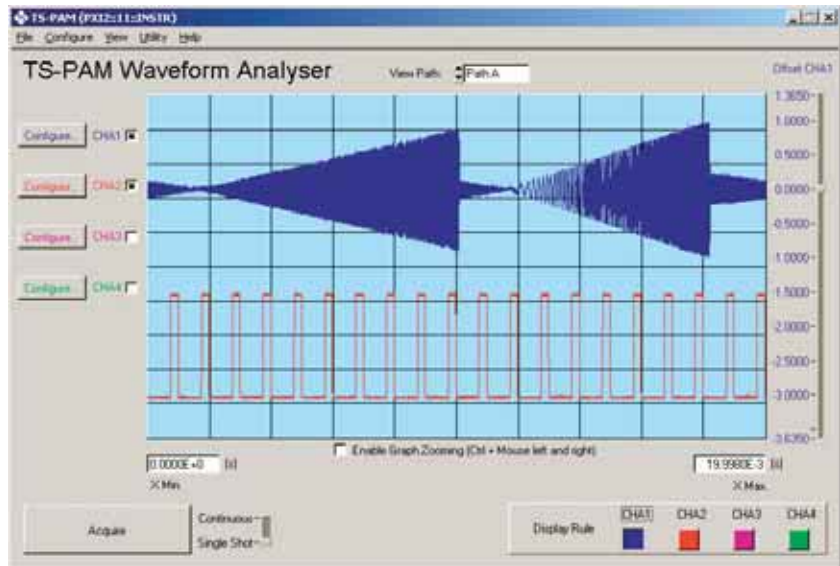 TS-PAM (PXI2::11::INSTR)
File Configure View Utility Help
TS-PAM Waveform Analyser
View Path: Path A
Offset CHA1
Configure... CHA1
Configure... CHA2
Configure... CHA3
Configure... CHA4
1.3650
1.0000
0.5000
0.0000
-0.5000
-1.0000
-1.5000
-2.0000
-2.5000
-3.0000
-3.6350
Enable Graph Zooming (Ctrl + Mouse left and right)
0.0000E+0 [s]
19.9980E-3 [s]
X Min.
X Max.
Acquire
Continuous
Single Shot
Display Rule
CHA1 CHA2 CHA3 CHA4